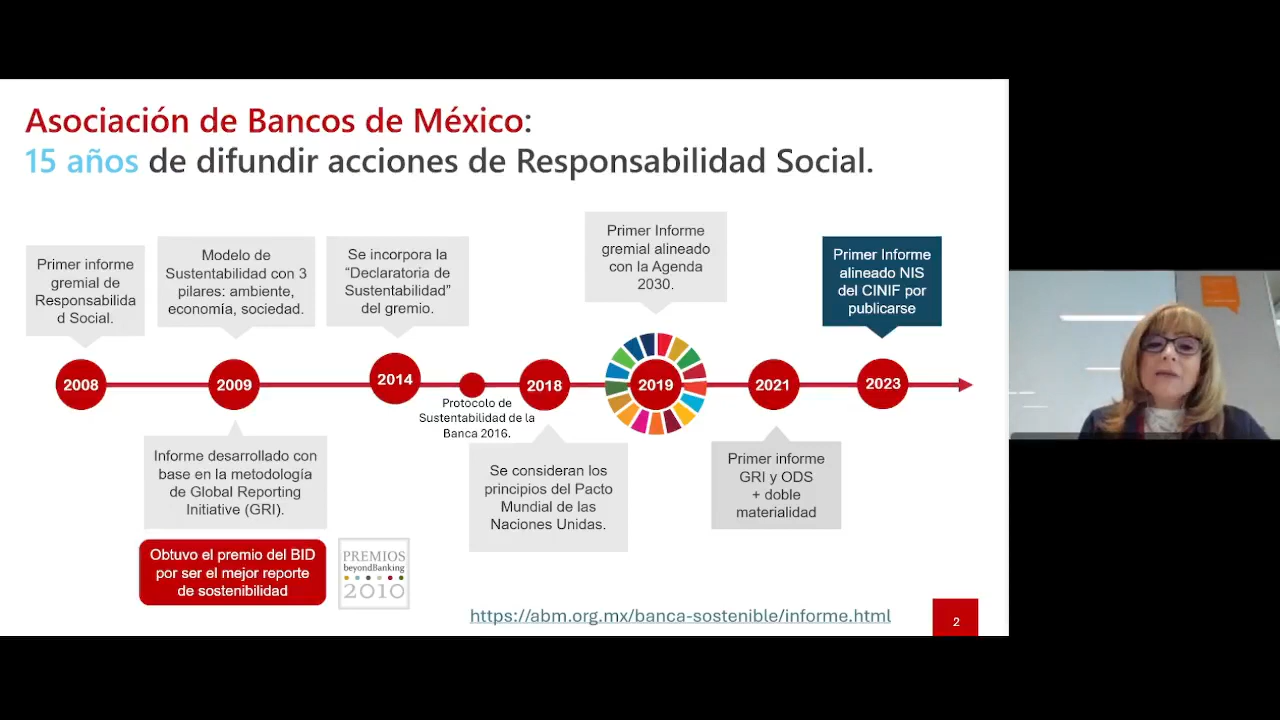 Asociación de Bancos de México:
15 años de difundir acciones de Responsabilidad Social.
Primer informe
gremial de
Responsabilida
d Social.
Modelo de
Sustentabilidad con 3
pilares: ambiente,
economía, sociedad.
Se incorpora la
“Declaratoria de
Sustentabilidad”
del gremio.
Primer Informe
gremial alineado
con la Agenda
2030.
Primer Informe
alineado NIS
del CINIF por
publicarse
2008
2009
2014
2018
2019
2021
2023
Protocolo de
Sustentabilidad de la
Banca 2016.
Informe desarrollado con
base en la metodología
de Global Reporting
Initiative (GRI).
Se consideran los
principios del Pacto
Mundial de las
Naciones Unidas.
Primer informe
GRI y ODS
+ doble
materialidad
Obtuvo el premio del BID
por ser el mejor reporte
de sostenibilidad
PREMIOS
beyondBanking
2010
https://abm.org.mx/banca-sostenible/informe.html
2